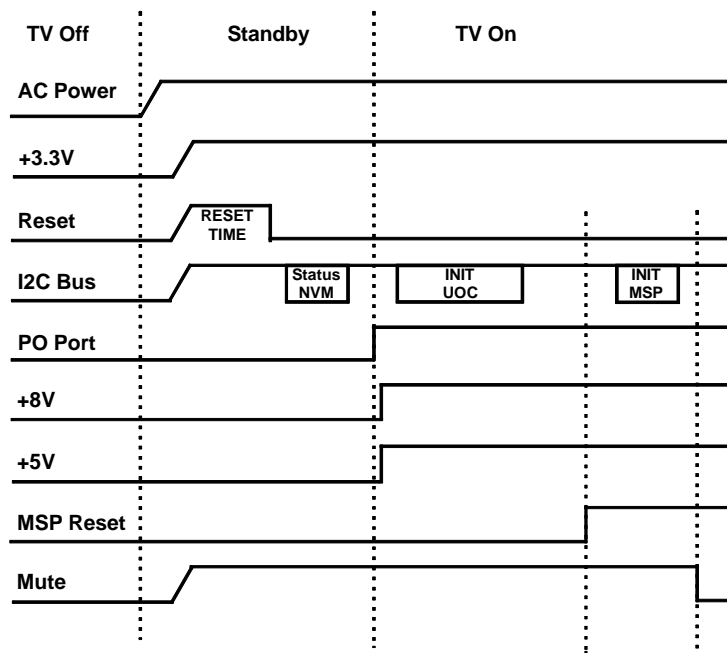 TV Off Standby TV On
AC Power
+3.3V
Reset
RESET
TIME
I2C Bus
Status
NVM
INIT
UOC
INIT
MSP
PO Port
+8V
+5V
MSP Reset
Mute